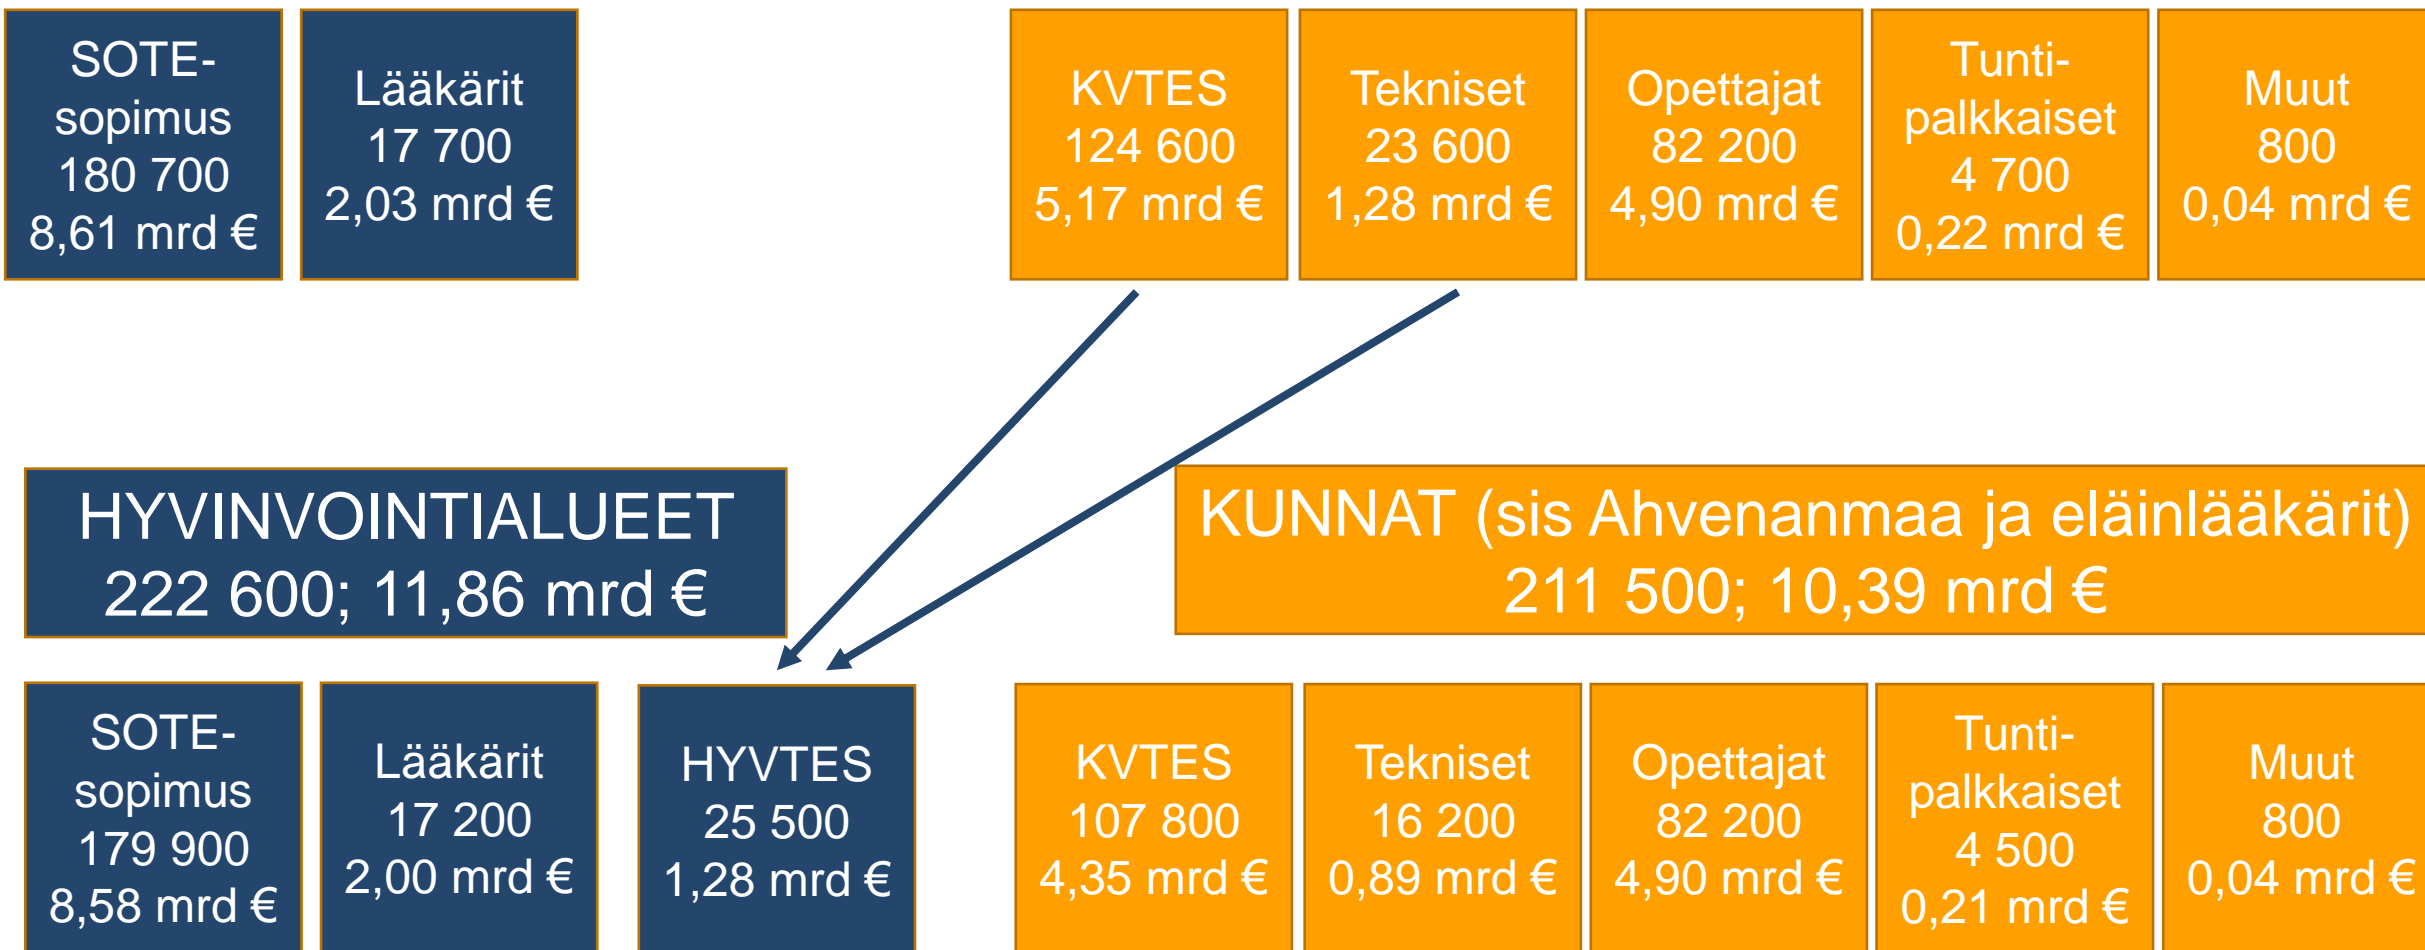 SOTE-
sopimus
180 700
8,61 mrd €
Lääkärit
17 700
2,03 mrd €
KVTES
124 600
5,17 mrd €
Tekniset
23 600
1,28 mrd €
Opettajat
82 200
4,90 mrd €
Tunti-
palkkaiset
4 700
0,22 mrd €
Muut
800
0,04 mrd €
HYVINVOINTIALUEET
222 600; 11,86 mrd €
KUNNAT (sis Ahvenanmaa ja eläinlääkärit)
211 500; 10,39 mrd €
SOTE-
sopimus
179 900
8,58 mrd €
Lääkärit
17 200
2,00 mrd €
HYVTES
25 500
1,28 mrd €
KVTES
107 800
4,35 mrd €
Tekniset
16 200
0,89 mrd €
Opettajat
82 200
4,90 mrd €
Tunti-
palkkaiset
4 500
0,21 mrd €
Muut
800
0,04 mrd €